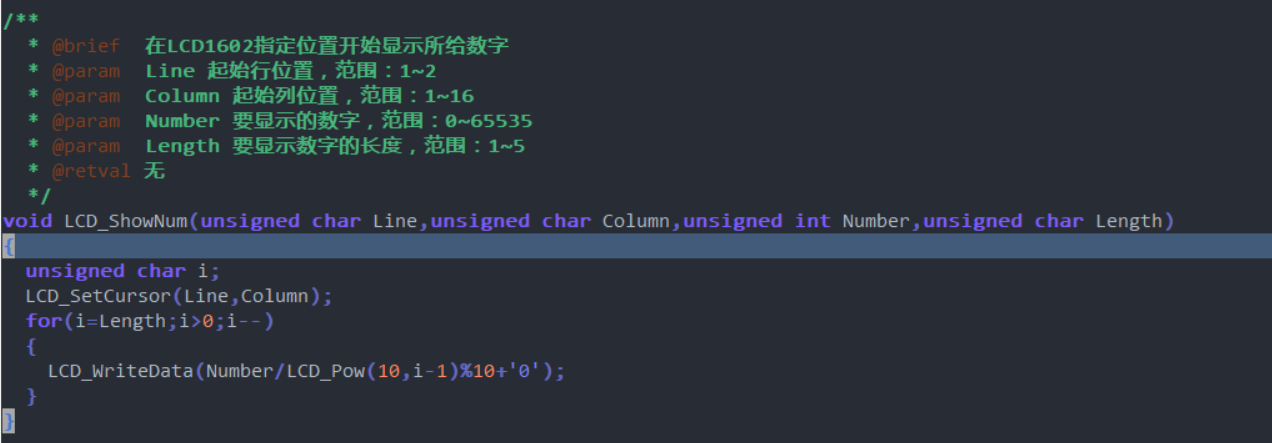 /**
  * @brief  在LCD1602指定位置开始显示所给数字
  * @param  Line 起始行位置，范围：1~2
  * @param  Column 起始列位置，范围：1~16
  * @param  Number 要显示的数字，范围：0~65535
  * @param  Length 要显示数字的长度，范围：1~5
  * @retval 无
  */
void LCD_ShowNum(unsigned char Line,unsigned char Column,unsigned int Number,unsigned char Length)
{
  unsigned char i;
  LCD_SetCursor(Line,Column);
  for(i=Length;i>0;i--)
  {
    LCD_WriteData(Number/LCD_Pow(10,i-1)%10+'0');
  }
}